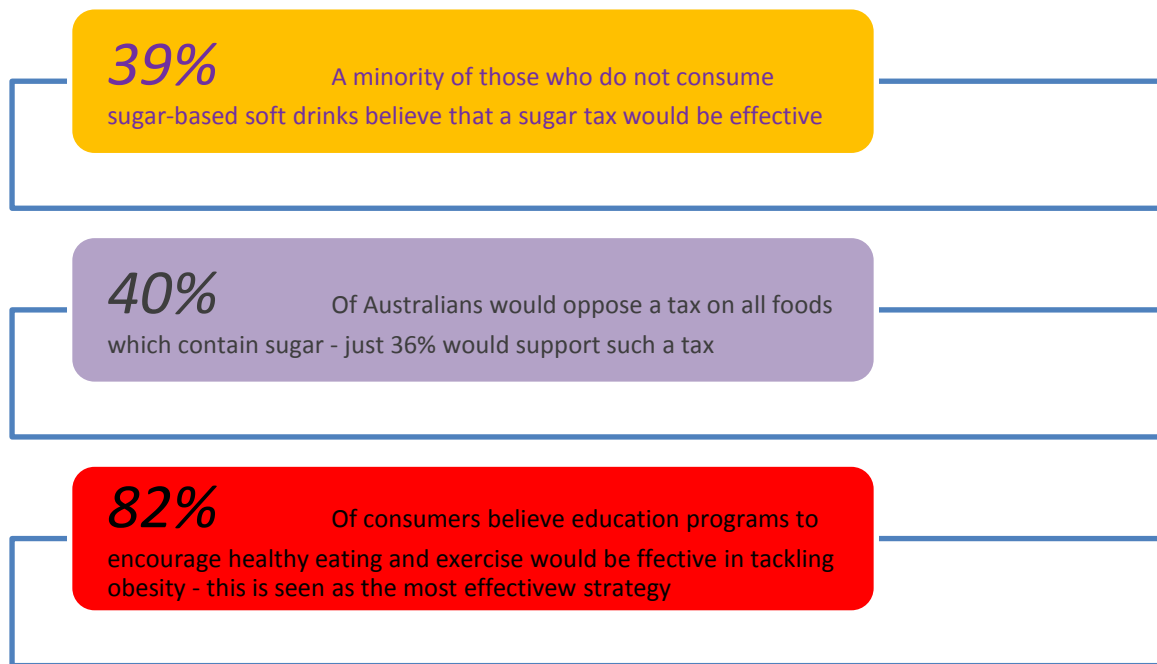 39% A minority of those who do not consume
sugar-based soft drinks believe that a sugar tax would be effective
40% Of Australians would oppose a tax on all foods
which contain sugar - just 36% would support such a tax
82% Of consumers believe education programs to
encourage healthy eating and exercise would be ffective in tackling
obesity - this is seen as the most effectivew strategy